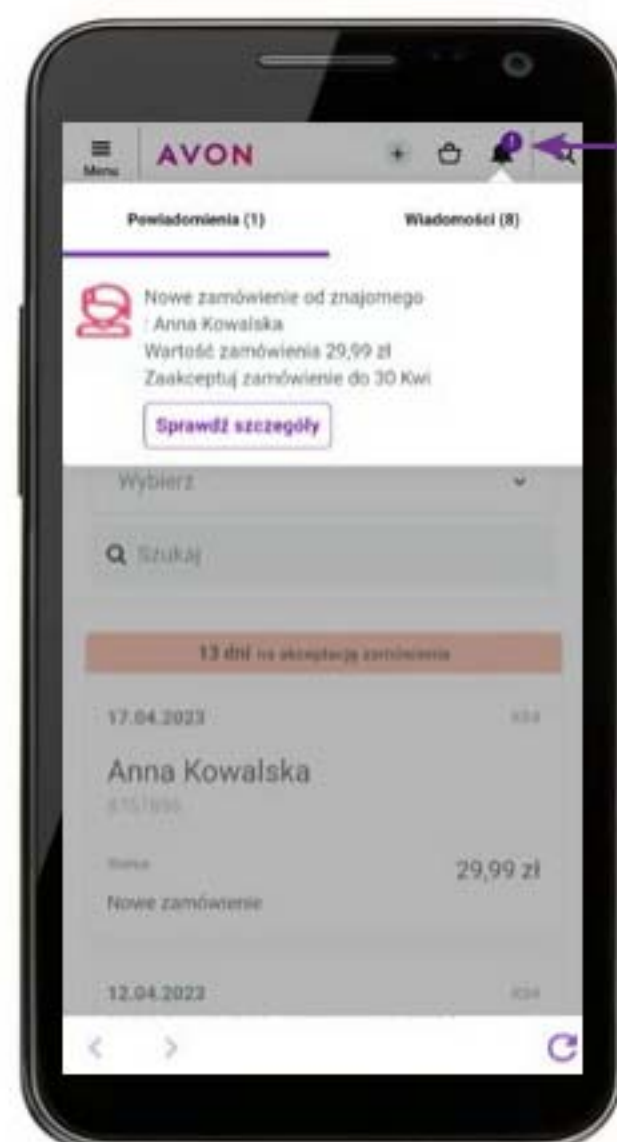 Menu
AVON
1
Powiadomienia (1)
Wiadomości (8)
Nowe zamówienie od znajomego
: Anna Kowalska
Wartość zamówienia 29,99 zł
Zaakceptuj zamówienie do 30 Kwi
Sprawdź szczegóły
Wybierz
Szukaj
13 dni na akceptację zamówienia
17.04.2023
Anna Kowalska
Status
29,99 zł
Nowe zamówienie
12.04.2023